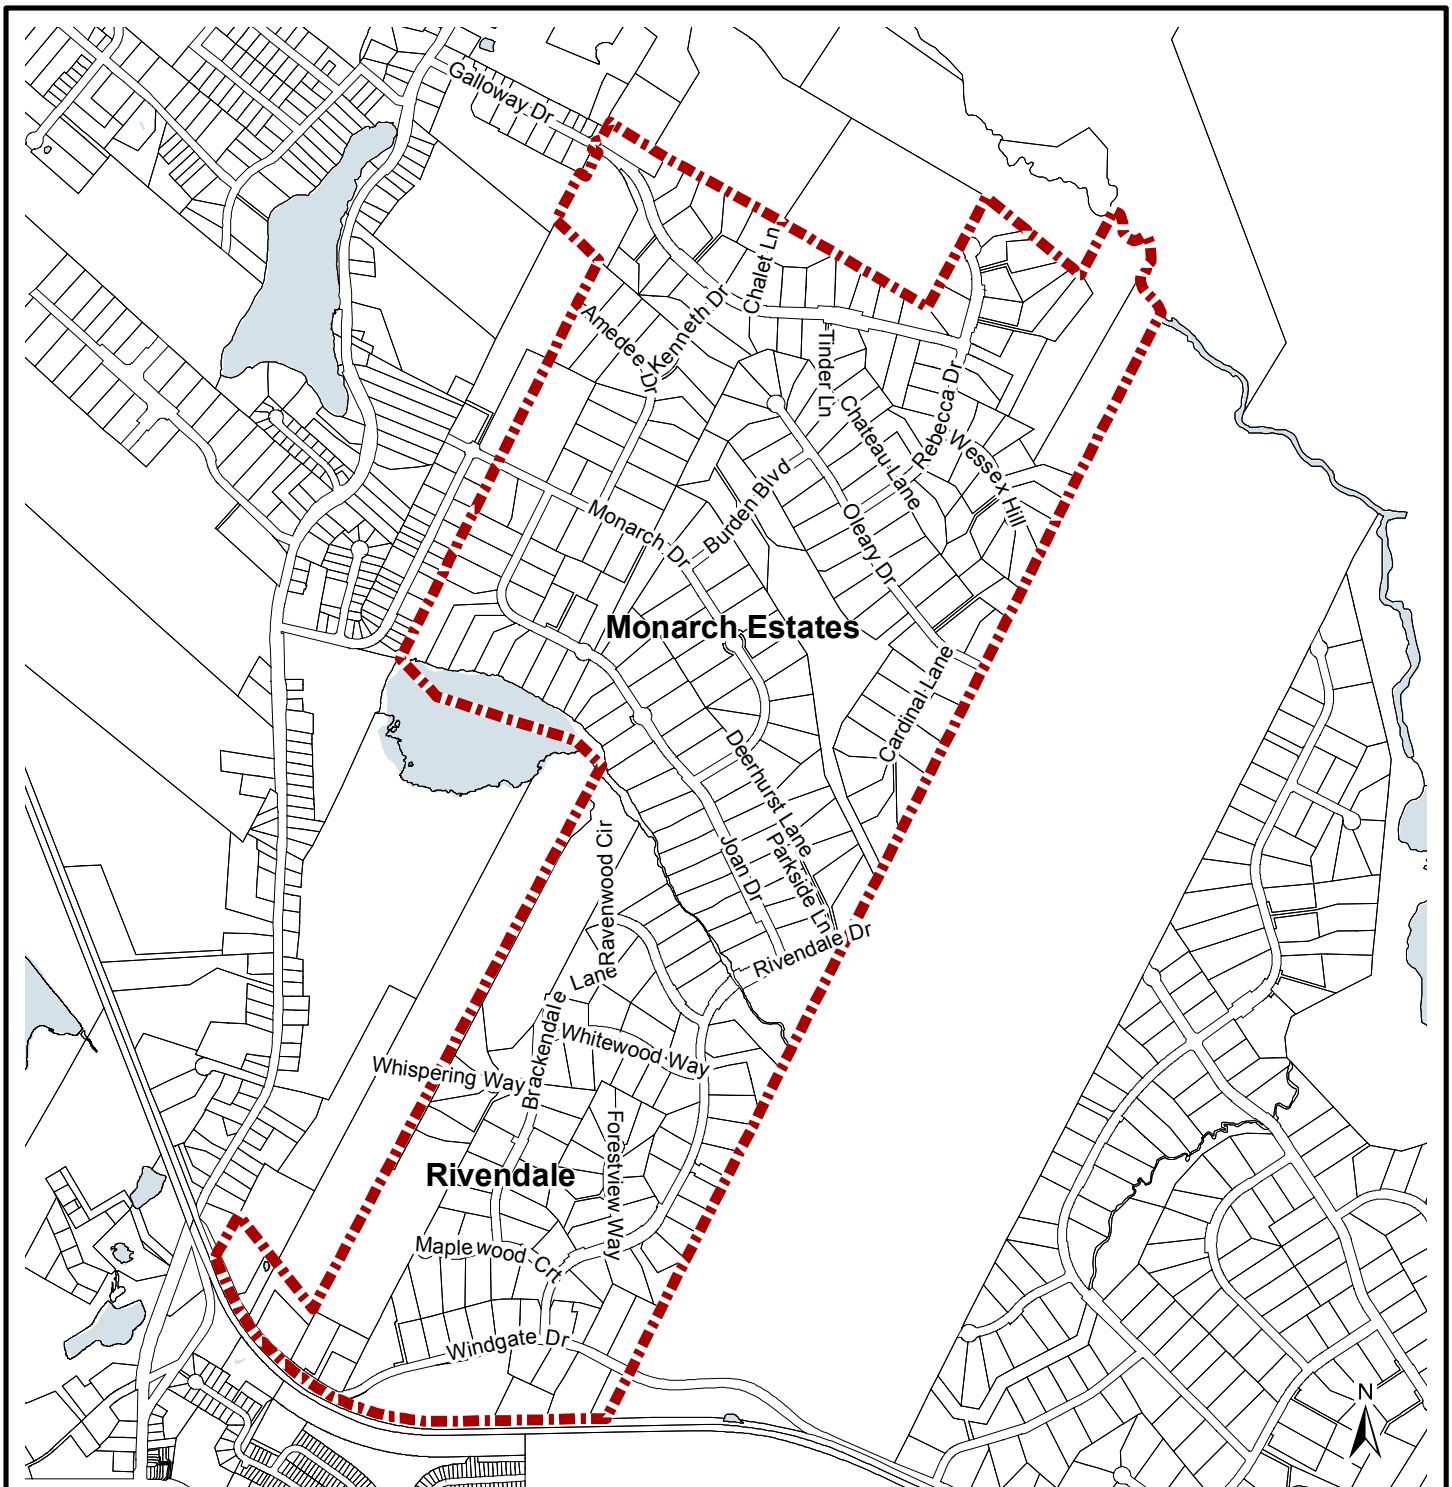 Galloway Dr
Chalet Ln
Kenneth Dr
Amedee Dr
Tinder Ln
Rebecca Dr
Chateau Lane
Wessex Hill
Burden Blvd
Monarch Dr
Oleary Dr
Monarch Estates
Cardinal Lane
Deerhurst Lane
Parkside Ln
Joan Dr
Ravenwood Cir
Rivendale Dr
Lane
Brackendale
Whitewood Way
Whispering Way
Forestview Way
Rivendale
Maplewood Crt
Windgate Dr
N